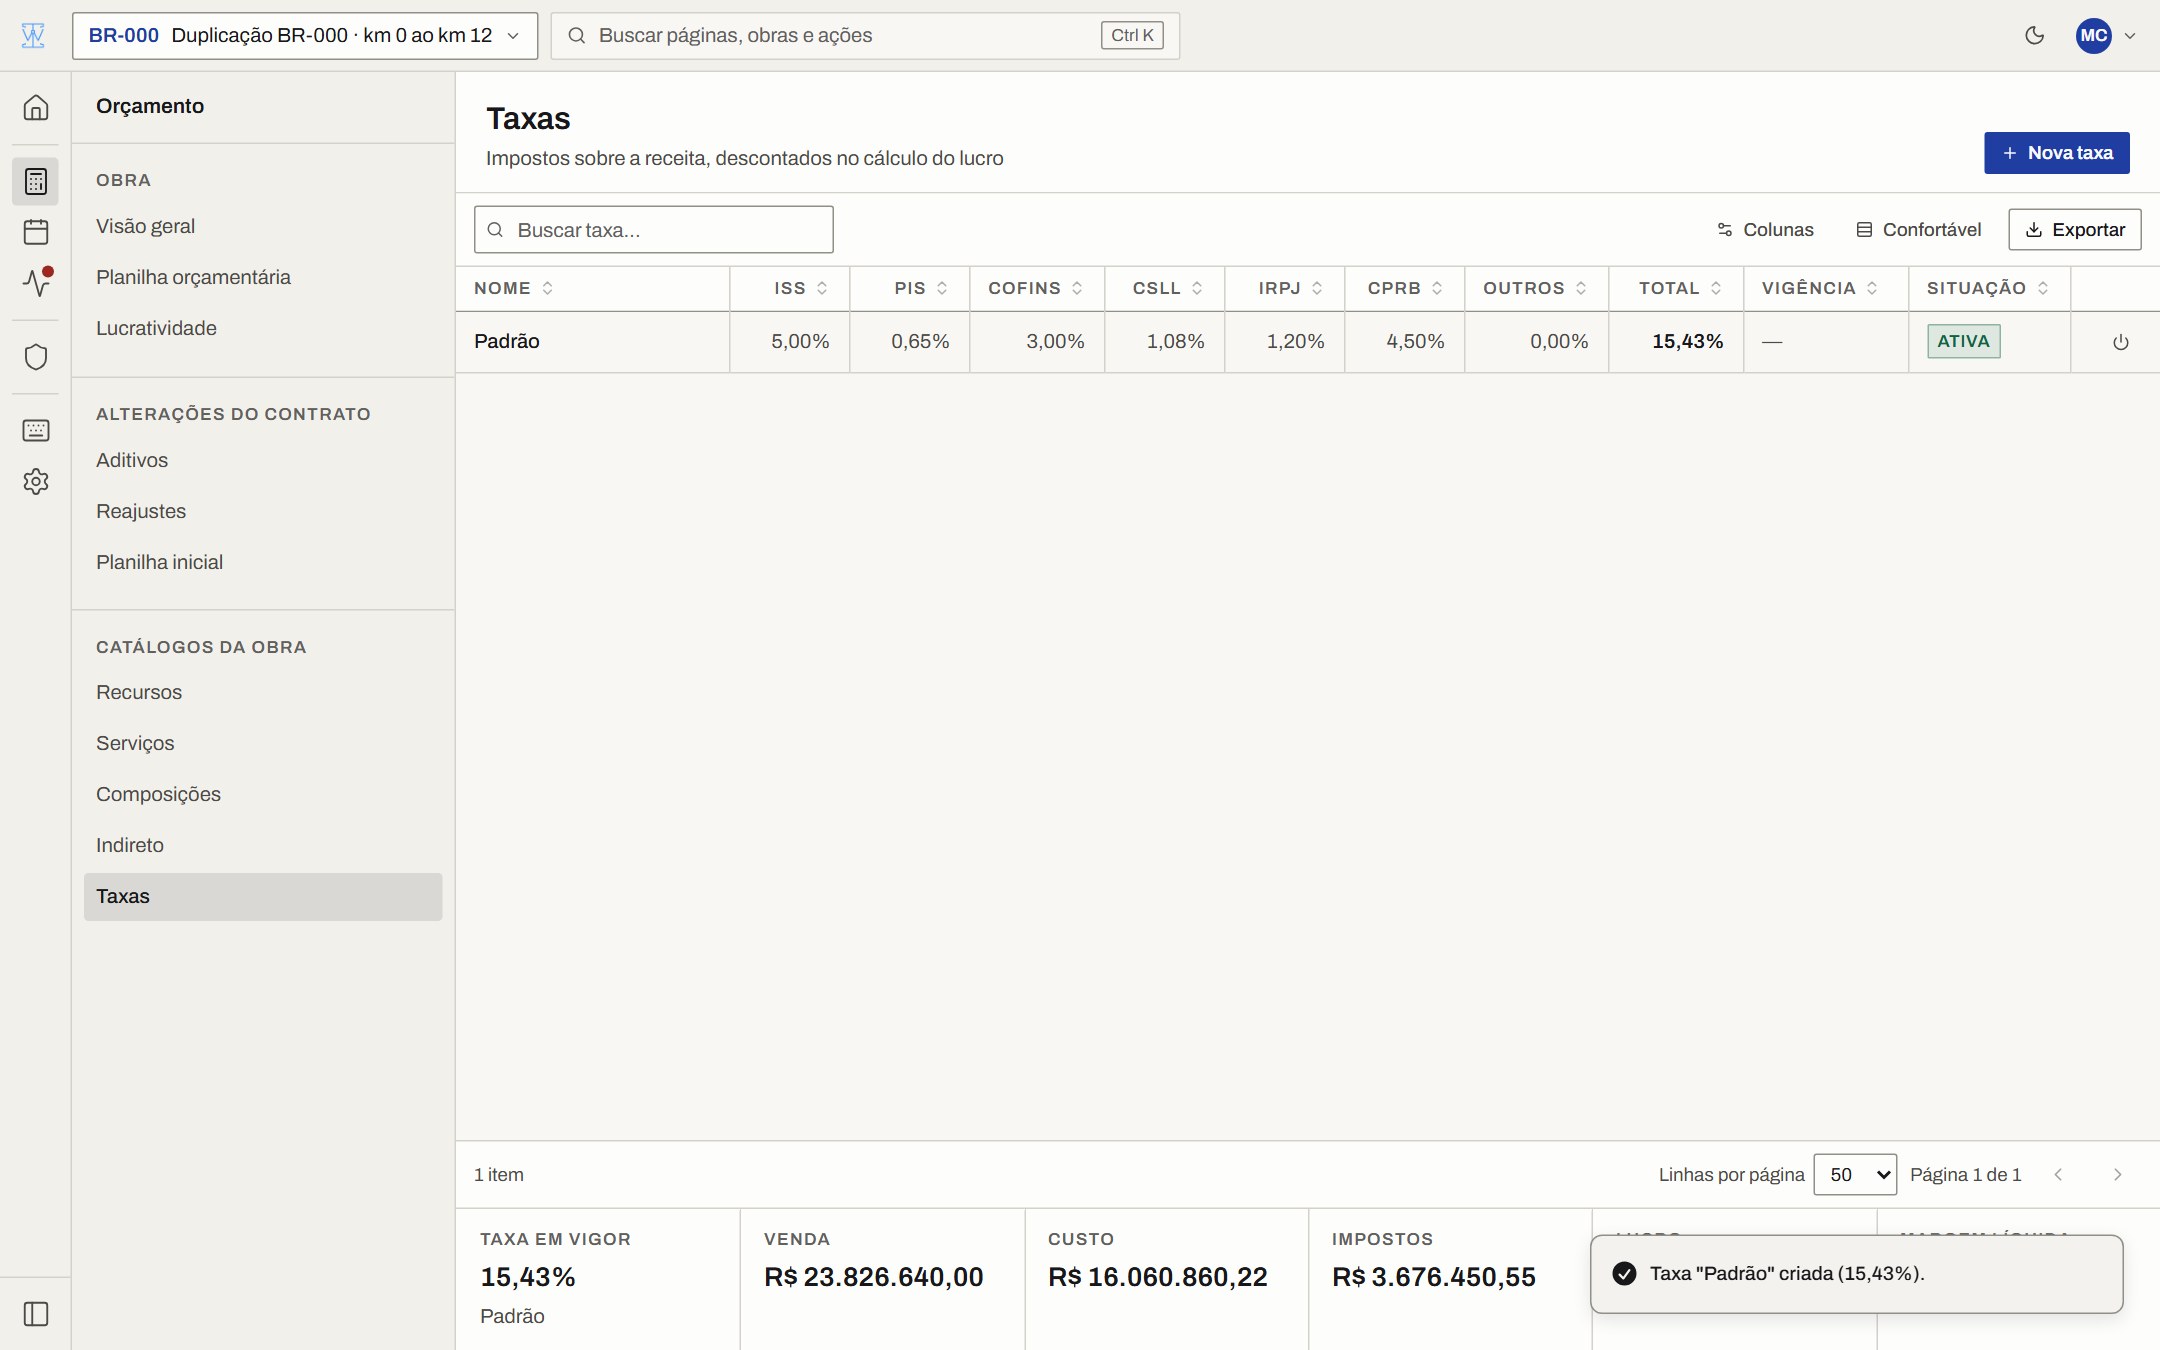 BR-000 Duplicação BR-000 · km 0 ao km 12
Buscar páginas, obras e ações
Ctrl K
MC
Orçamento
OBRA
Visão geral
Planilha orçamentária
Lucratividade
ALTERAÇÕES DO CONTRATO
Aditivos
Reajustes
Planilha inicial
CATÁLOGOS DA OBRA
Recursos
Serviços
Composições
Indireto
Taxas
Taxas
Impostos sobre a receita, descontados no cálculo do lucro
Nova taxa
Buscar taxa...
Colunas
Confortável
Exportar
NOME ISS PIS COFINS CSLL IRPJ CPRB OUTROS TOTAL VIGÊNCIA SITUAÇÃO
Padrão 5,00% 0,65% 3,00% 1,08% 1,20% 4,50% 0,00% 15,43% — ATIVA
1 item
Linhas por página 50 Página 1 de 1
TAXA EM VIGOR
15,43%
Padrão
VENDA
R$ 23.826.640,00
CUSTO
R$ 16.060.860,22
IMPOSTOS
R$ 3.676.450,55
Taxa "Padrão" criada (15,43%).